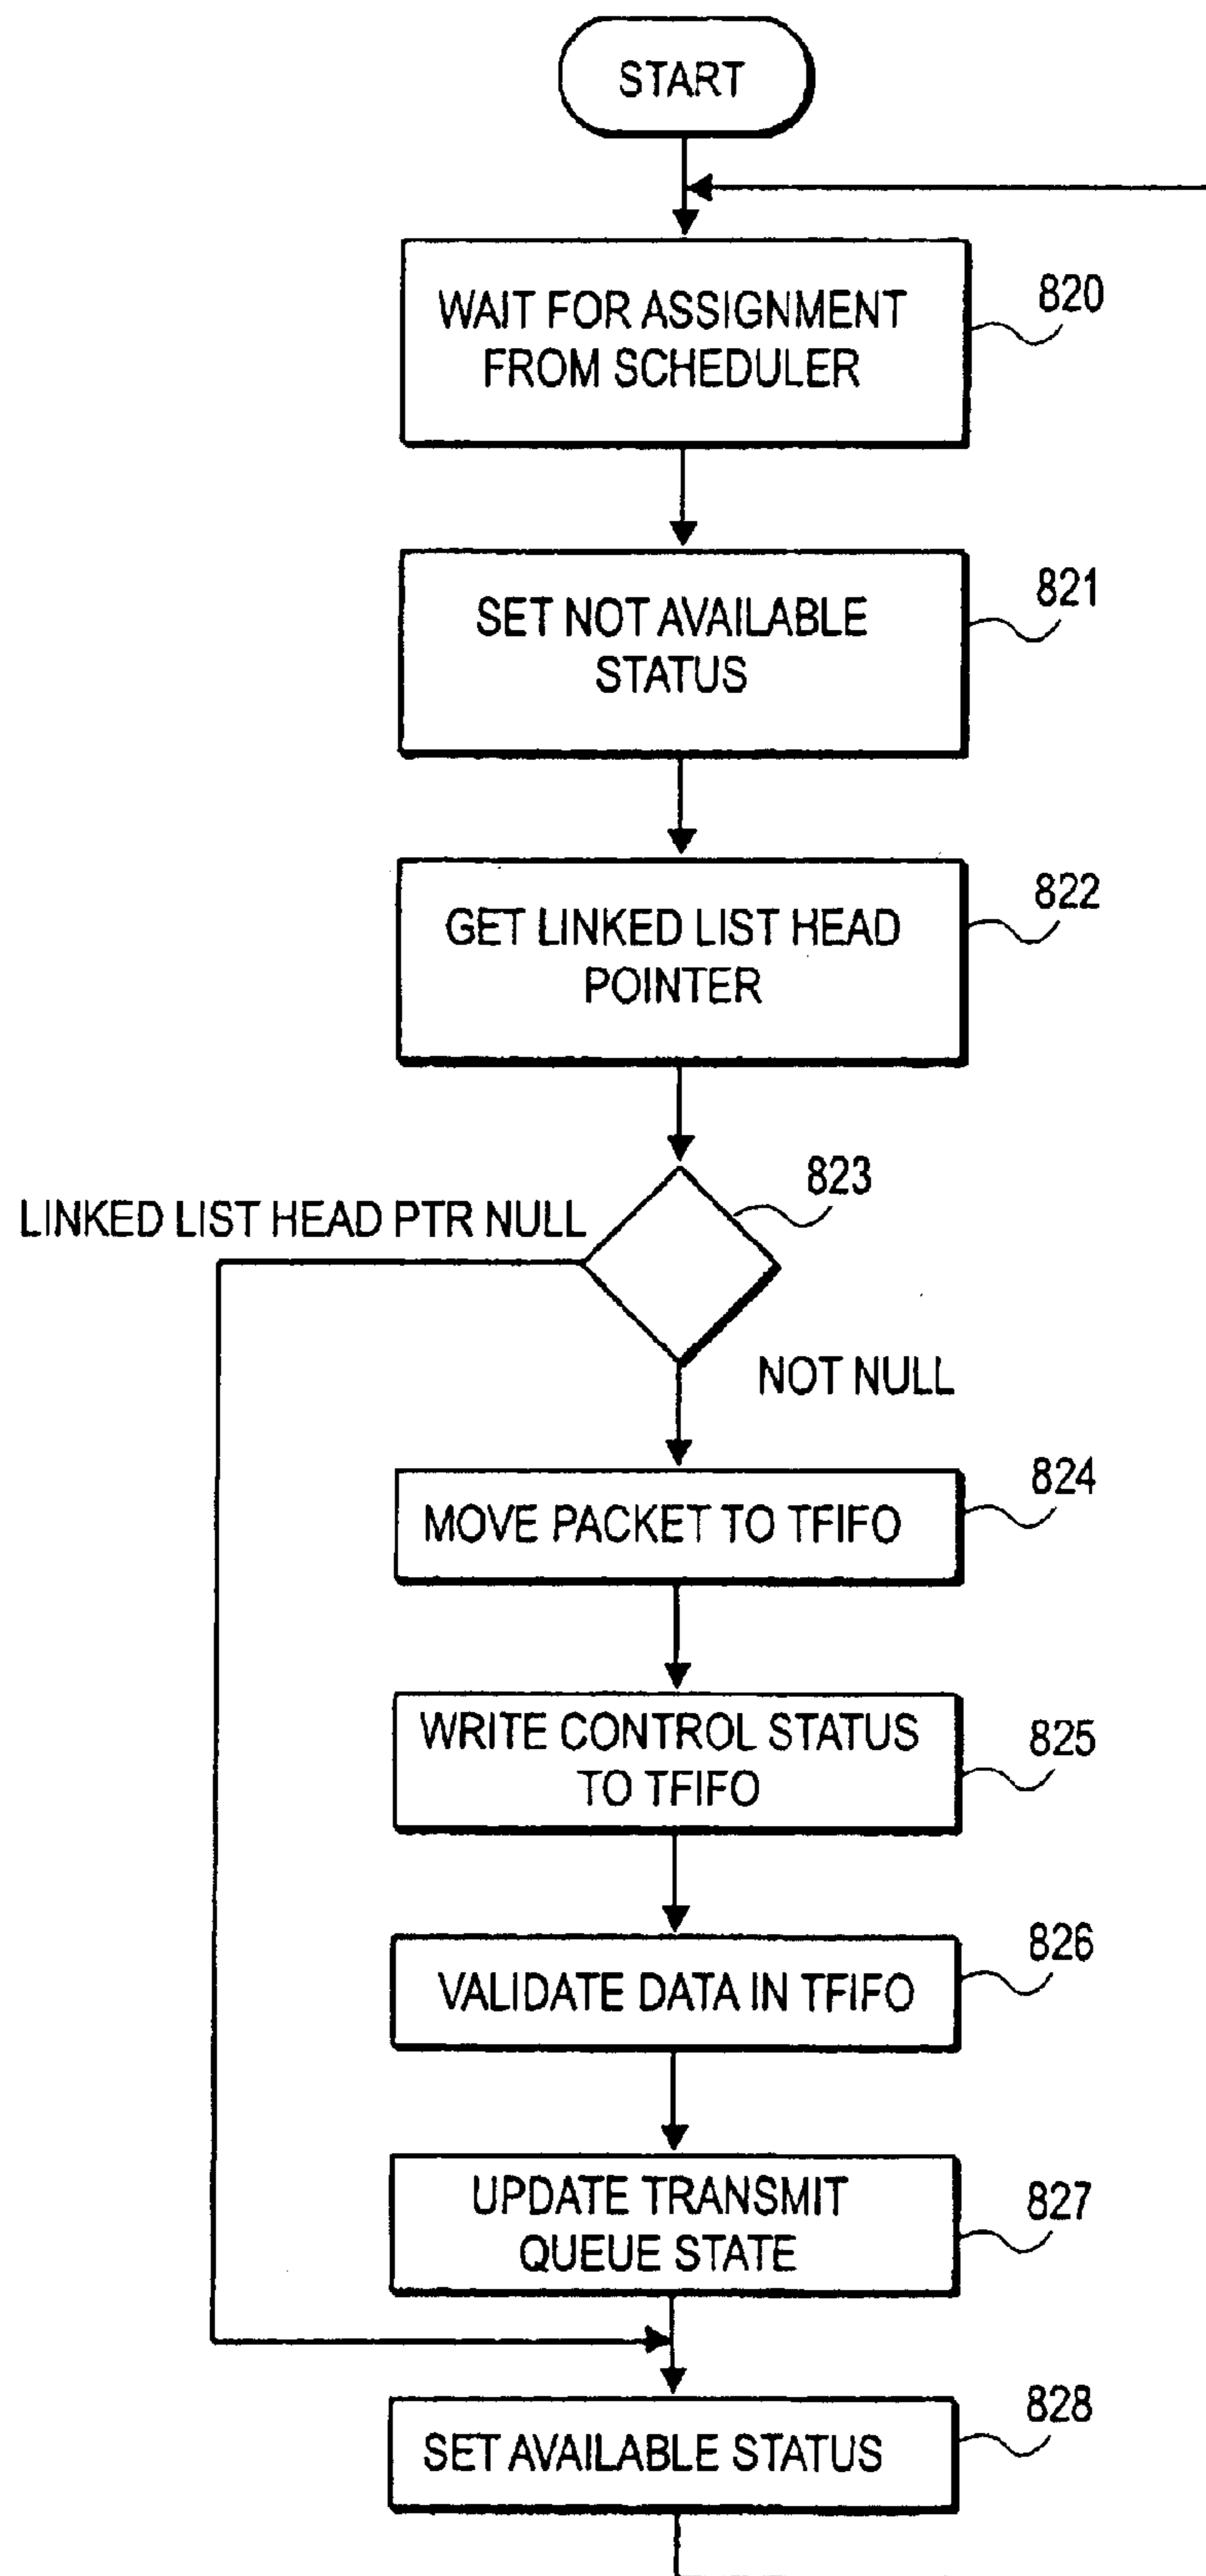 START
WAIT FOR ASSIGNMENT
FROM SCHEDULER
820
SET NOT AVAILABLE
STATUS
821
GET LINKED LIST HEAD
POINTER
822
823
LINKED LIST HEAD PTR NULL
NOT NULL
MOVE PACKET TO TFIFO
824
WRITE CONTROL STATUS
TO TFIFO
825
VALIDATE DATA IN TFIFO
826
UPDATE TRANSMIT
QUEUE STATE
827
SET AVAILABLE STATUS
828